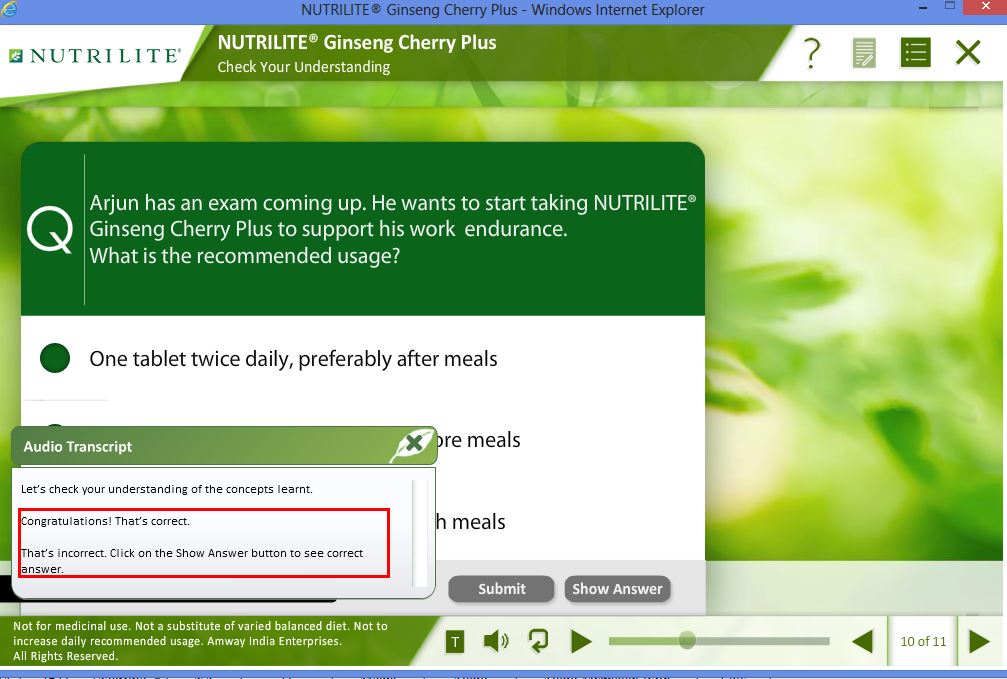 NUTRILITE® Ginseng Cherry Plus - Windows Internet Explorer
NUTRILITE®
NUTRILITE® Ginseng Cherry Plus
Check Your Understanding
?
Q
Arjun has an exam coming up. He wants to start taking NUTRILITE®
Ginseng Cherry Plus to support his work endurance.
What is the recommended usage?
One tablet twice daily, preferably after meals
meals
meals
Audio Transcript
Let's check your understanding of the concepts learnt.
Congratulations! That's correct.
That's incorrect. Click on the Show Answer button to see correct
answer.
Submit
Show Answer
Not for medicinal use. Not a substitute of varied balanced diet. Not to
increase daily recommended usage. Amway India Enterprises.
All Rights Reserved.
T
10 of 11